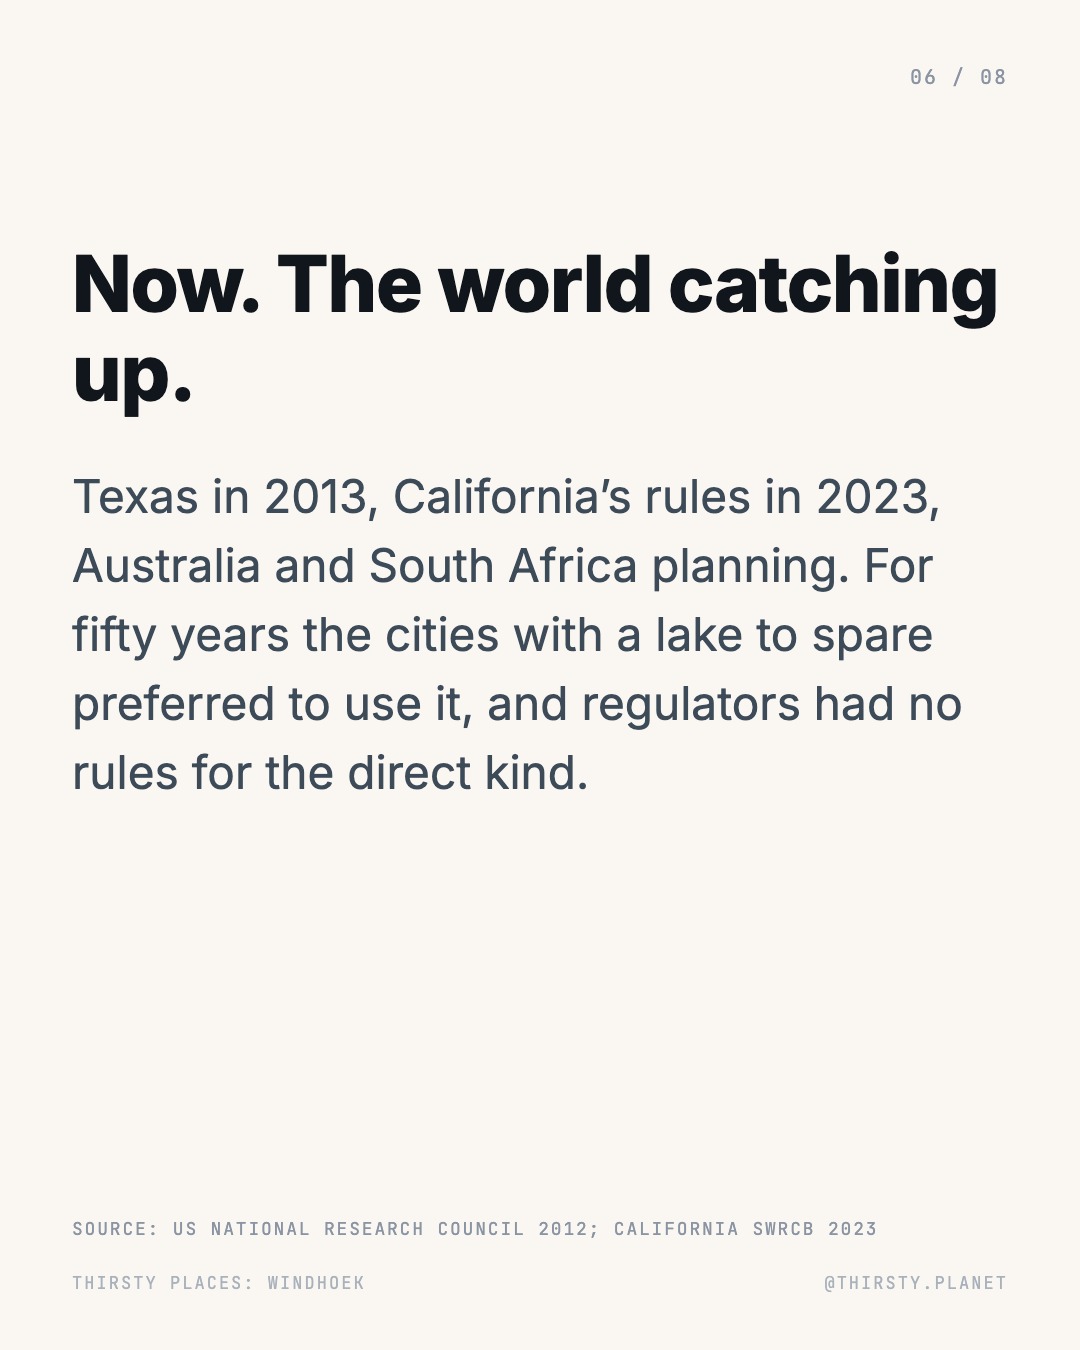 06 / 08
Now. The world catching
up.
Texas in 2013, California’s rules in 2023,
Australia and South Africa planning. For
fifty years the cities with a lake to spare
preferred to use it, and regulators had no
rules for the direct kind.
SOURCE: US NATIONAL RESEARCH COUNCIL 2012; CALIFORNIA SWRCB 2023
THIRSTY PLACES: WINDHOEK @THIRSTY.PLANET